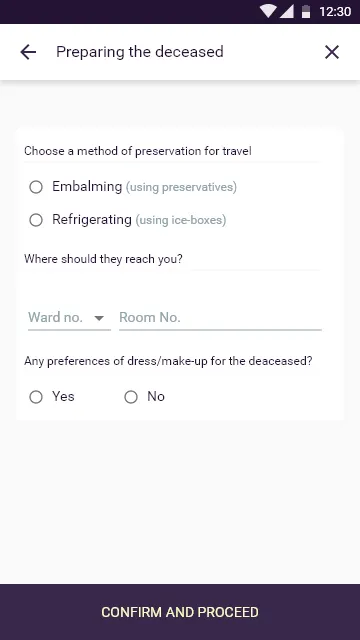 12:30
Preparing the deceased
Choose a method of preservation for travel
Embalming (using preservatives)
Refrigerating (using ice-boxes)
Where should they reach you?
Ward no. Room No.
Any preferences of dress/make-up for the deaceased?
Yes No
CONFIRM AND PROCEED